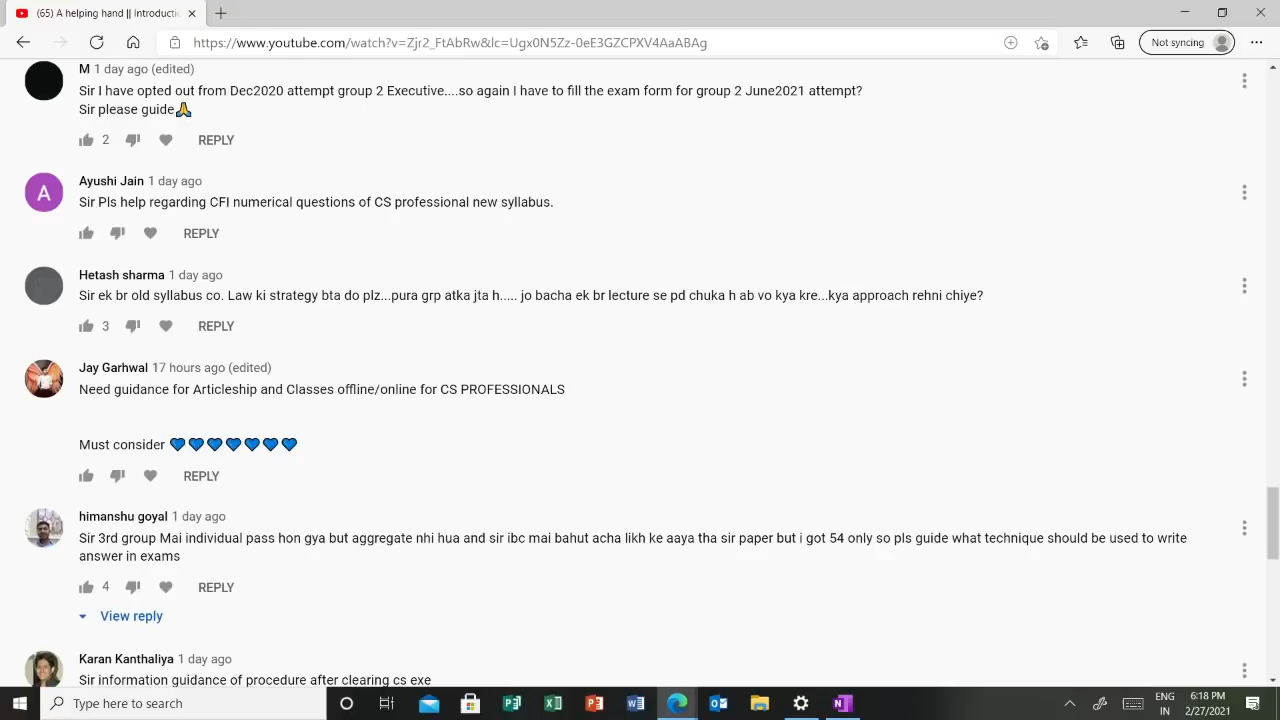 (65) A helping hand || Introductic
https://www.youtube.com/watch?v=Zjr2_FtAbRw&lc=Ugx0N5Zz-0eE3GZCPXV4AaABAg
Not syncing
M 1 day ago (edited)
Sir I have opted out from Dec2020 attempt group 2 Executive....so again I have to fill the exam form for group 2 June2021 attempt?
Sir please guide🙏
2 REPLY
Ayushi Jain 1 day ago
A
Sir Pls help regarding CFI numerical questions of CS professional new syllabus.
REPLY
Hetash sharma 1 day ago
Sir ek br old syllabus co. Law ki strategy bta do plz...pura grp atka jta h..... jo bacha ek br lecture se pd chuka h ab vo kya kre...kya approach rehni chiye?
3 REPLY
Jay Garhwal 17 hours ago (edited)
Need guidance for Articleship and Classes offline/online for CS PROFESSIONALS
Must consider 💙💙💙💙💙💙💙
REPLY
himanshu goyal 1 day ago
Sir 3rd group Mai individual pass hon gya but aggregate nhi hua and sir ibc mai bahut acha likh ke aaya tha sir paper but i got 54 only so pls guide what technique should be used to write
answer in exams
4 REPLY
View reply
Karan Kanthaliya 1 day ago
Sir information guidance of procedure after clearing cs exe
Type here to search
ENG 6:18 PM
IN 2/27/2021